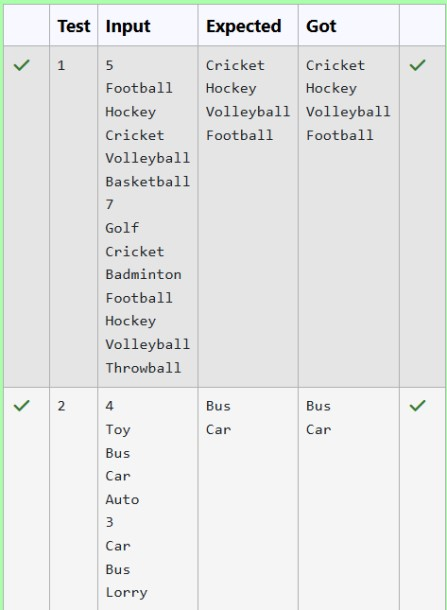 Test Input Expected Got
1 5 Cricket Cricket
Football Hockey Hockey
Hockey Volleyball Volleyball
Cricket Football Football
Volleyball
Basketball
7
Golf
Cricket
Badminton
Football
Hockey
Volleyball
Throwball
2 4 Bus Bus
Toy Car Car
Bus
Car
Auto
3
Car
Bus
Lorry